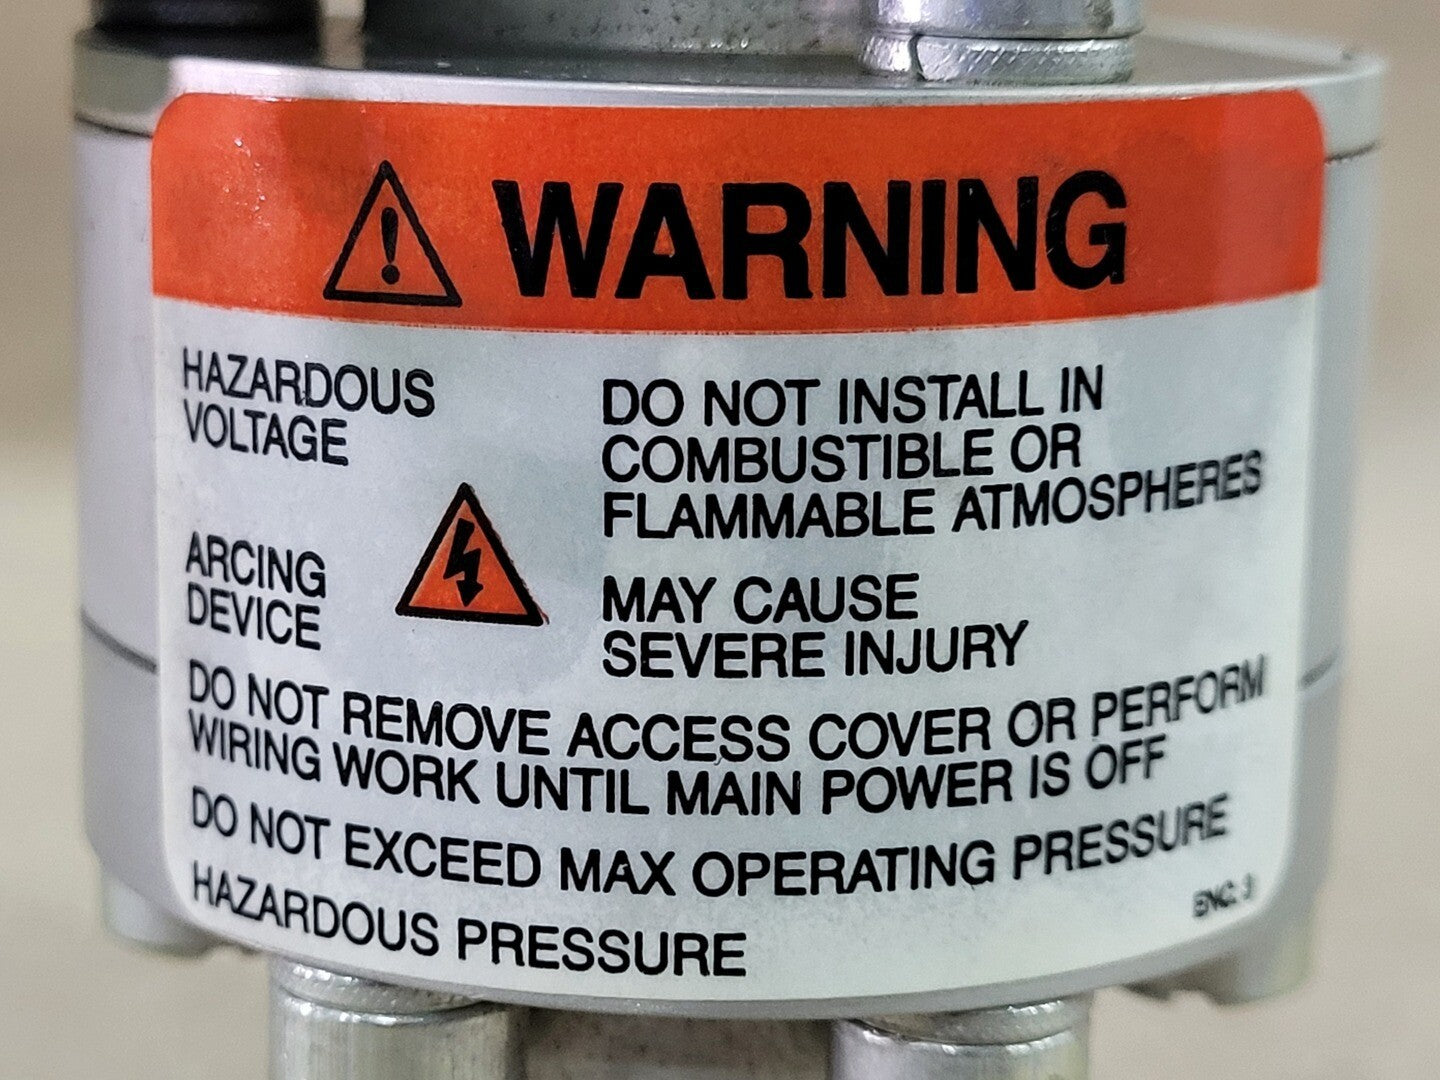 WARNING
HAZARDOUS
VOLTAGE
ARCING
DEVICE
DO NOT INSTALL IN
COMBUSTIBLE OR
FLAMMABLE ATMOSPHERES
MAY CAUSE
SEVERE INJURY
DO NOT REMOVE ACCESS COVER OR PERFORM
WIRING WORK UNTIL MAIN POWER IS OFF
DO NOT EXCEED MAX OPERATING PRESSURE
HAZARDOUS PRESSURE